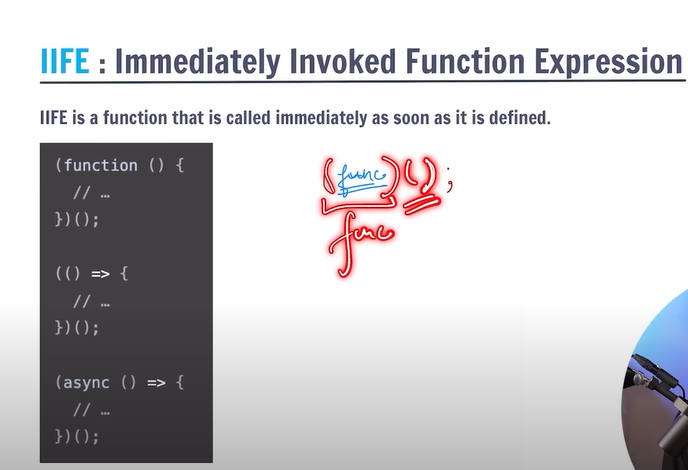 IIFE : Immediately Invoked Function Expression
IIFE is a function that is called immediately as soon as it is defined.
(function () {
// …
})();
(() => {
// …
})();
(async () => {
// …
})();
(func)();
func